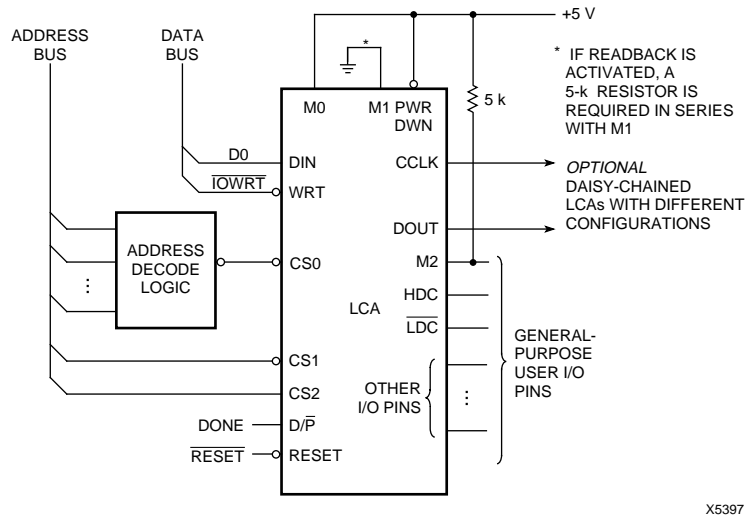 +5 V
ADDRESS
BUS
DATA
BUS
*
* IF READBACK IS
ACTIVATED, A
5-k RESISTOR IS
REQUIRED IN SERIES
WITH M1
M0
M1
PWR
DWN
5 k
D0
DIN
CCLK
OPTIONAL
DAISY-CHAINED
LCAs WITH DIFFERENT
CONFIGURATIONS
IOWRT
WRT
DOUT
ADDRESS
DECODE
LOGIC
⋮
CS0
M2
LCA
HDC
LDC
GENERAL-
PURPOSE
USER I/O
PINS
CS1
CS2
OTHER
I/O PINS
⋮
DONE
D/P
RESET
RESET
X5397